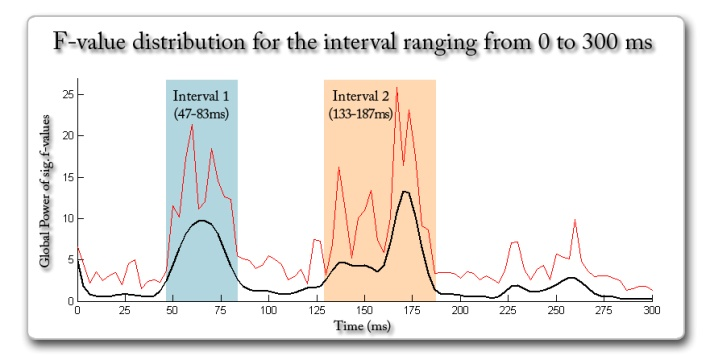 F-value distribution for the interval ranging from 0 to 300 ms
Global Power of sig. f-values
25
20
15
10
5
0
Interval 1
(47-83ms)
Interval 2
(133-187ms)
0 25 50 75 100 125 150 175 200 225 250 275 300
Time (ms)